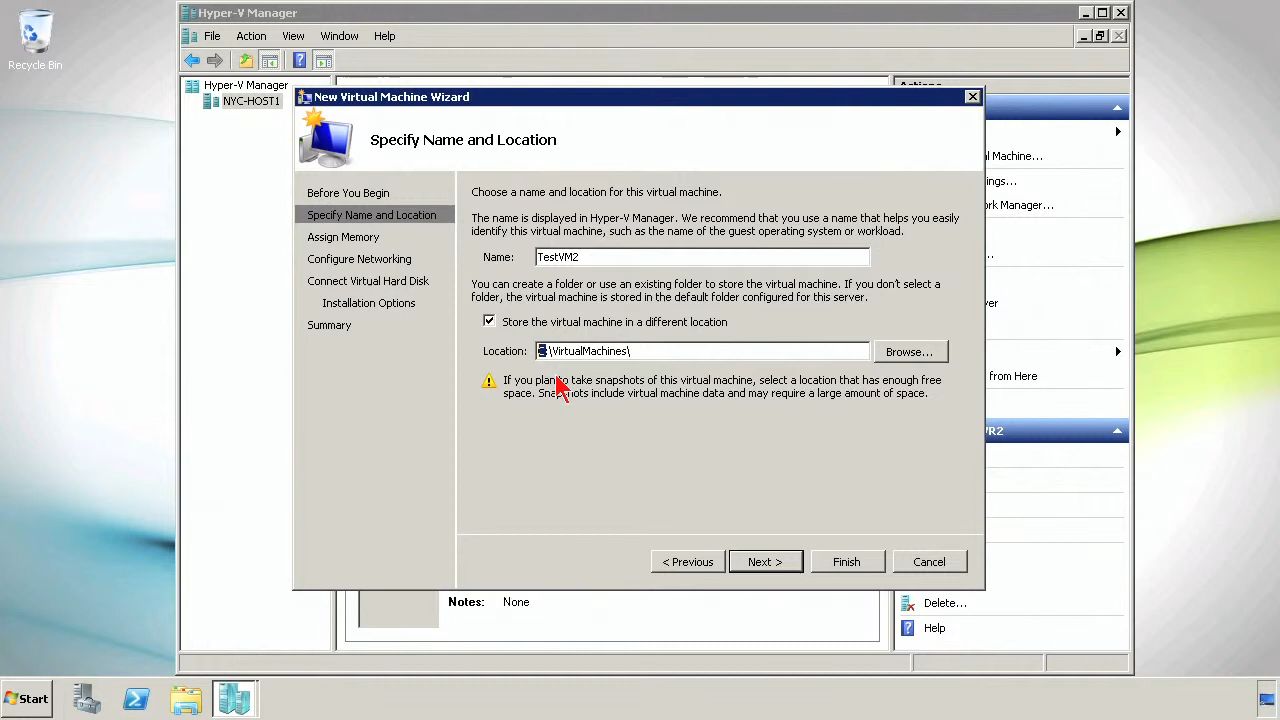 Recycle Bin
Hyper-V Manager
File Action View Window Help
Hyper-V Manager
NYC-HOST1
Actions
l Machine...
ings...
ork Manager...
...
ver
from Here
VR2
Delete...
Help
New Virtual Machine Wizard
Specify Name and Location
Before You Begin
Specify Name and Location
Assign Memory
Configure Networking
Connect Virtual Hard Disk
Installation Options
Summary
Choose a name and location for this virtual machine.
The name is displayed in Hyper-V Manager. We recommend that you use a name that helps you easily
identify this virtual machine, such as the name of the guest operating system or workload.
Name: TestVM2
You can create a folder or use an existing folder to store the virtual machine. If you don't select a
folder, the virtual machine is stored in the default folder configured for this server.
Store the virtual machine in a different location
Location: :\VirtualMachines\ Browse...
If you plan to take snapshots of this virtual machine, select a location that has enough free
space. Snapshots include virtual machine data and may require a large amount of space.
< Previous Next > Finish Cancel
Notes: None
Start